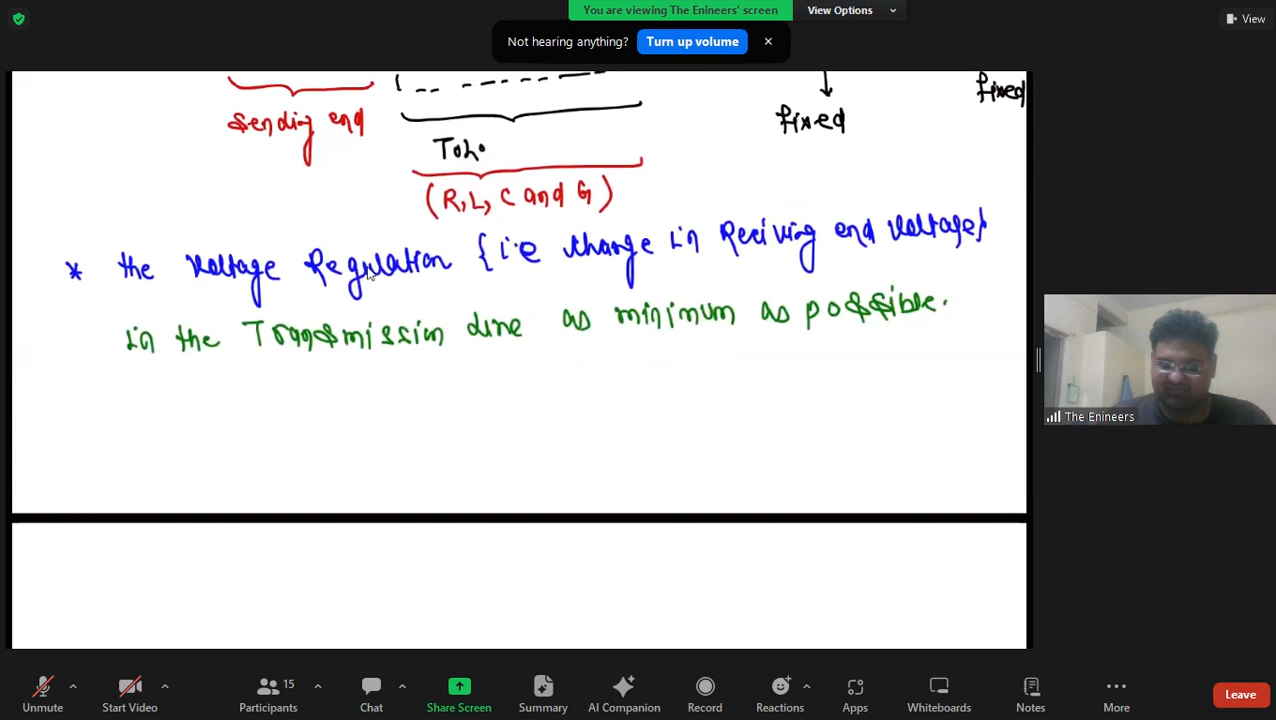 You are viewing The Enineers' screen
View Options
View
Not hearing anything?
Turn up volume
fixed
sending end
fixed
T.L.
(R, L, C and G)
* the voltage Regulation {i.e change in Reciving end voltage}
in the Transmission line as minimum as possible.
The Enineers
Unmute
Start Video
Participants
15
Chat
Share Screen
Summary
AI Companion
Record
Reactions
Apps
Whiteboards
Notes
More
Leave